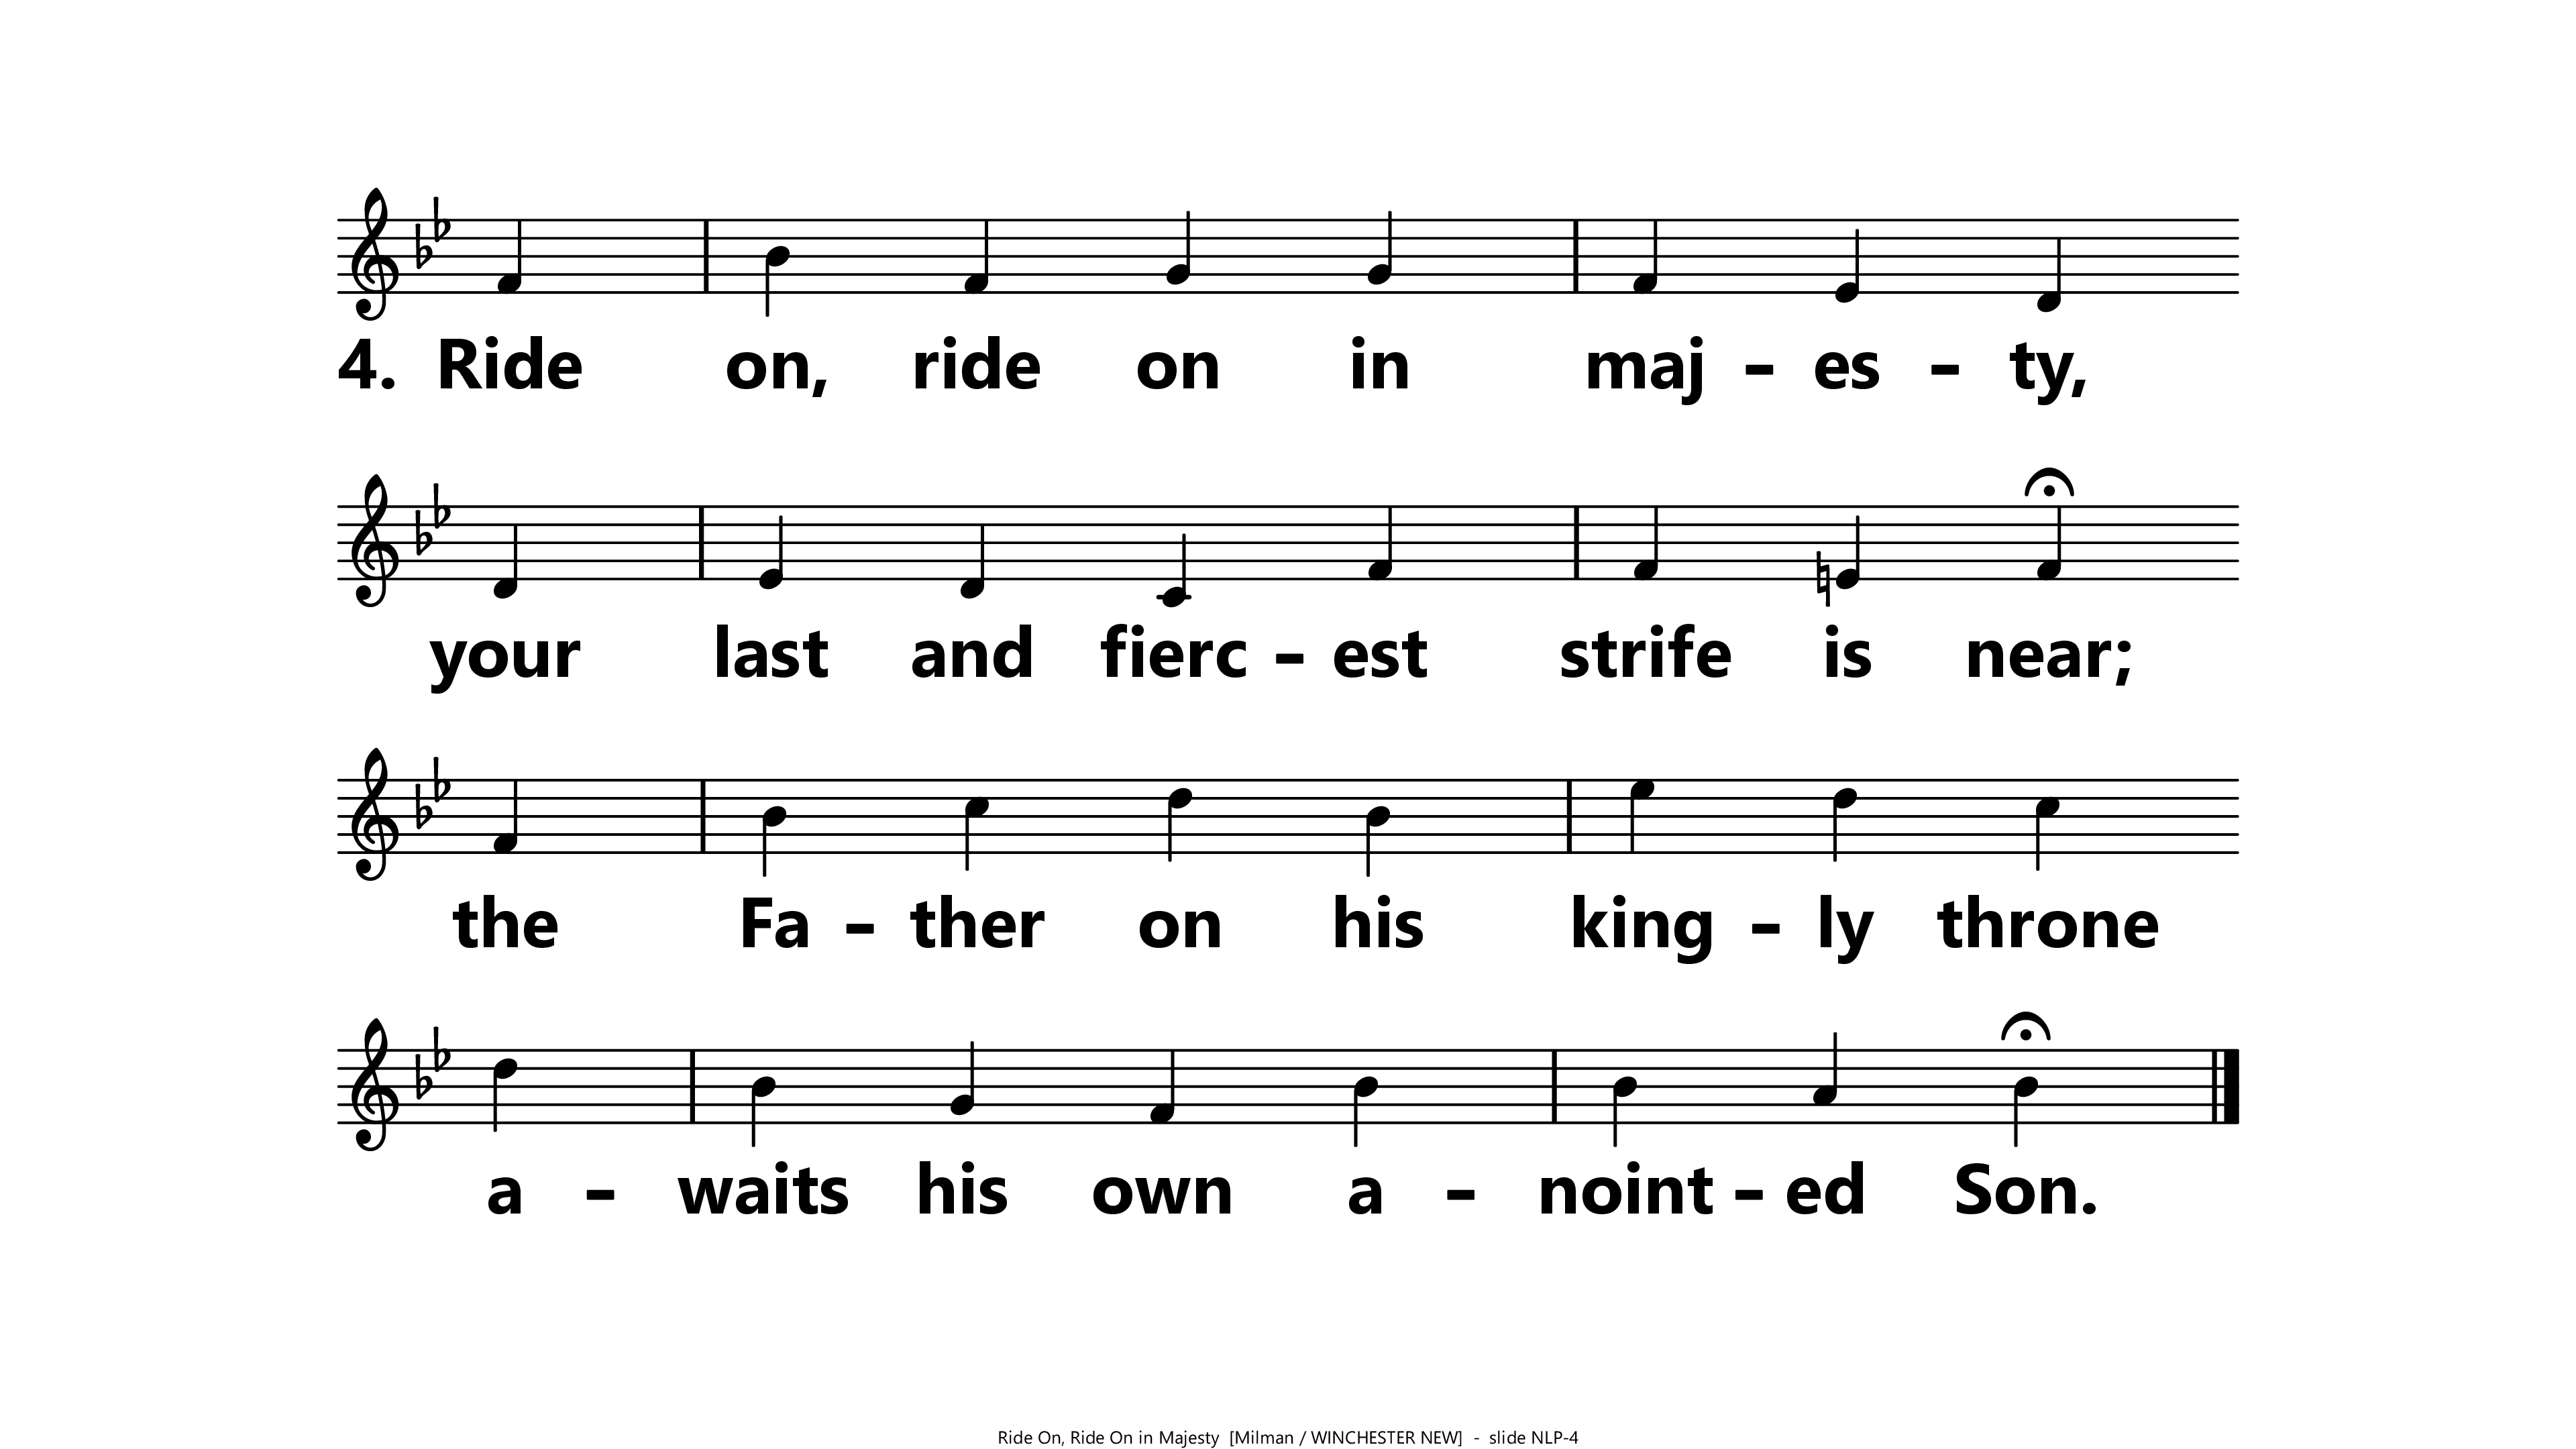 4. Ride on, ride on in maj - es - ty,
your last and fierc - est strife is near;
the Fa - ther on his king - ly throne
a - waits his own a - noint - ed Son.
Ride On, Ride On in Majesty [Milman / WINCHESTER NEW] - slide NLP-4